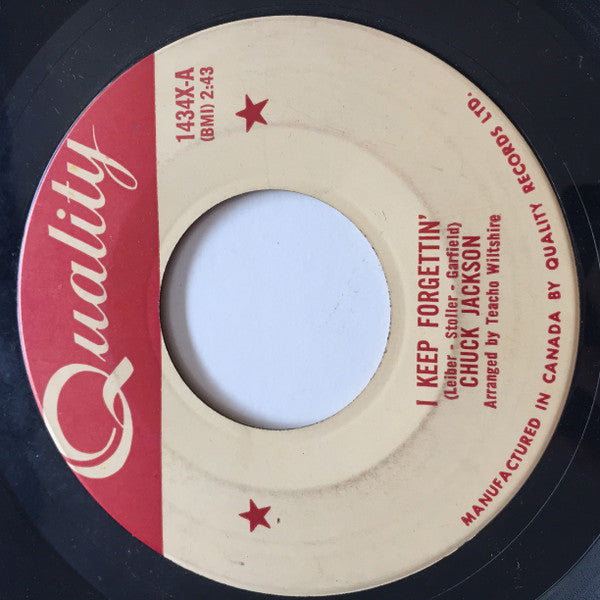 Quality
1434X-A
(BMI) 2:43
I KEEP FORGETTIN'
(Leiber - Stoller - Garfield)
CHUCK JACKSON
Arranged by Teacho Wiltshire
MANUFACTURED IN CANADA BY QUALITY RECORDS LTD.